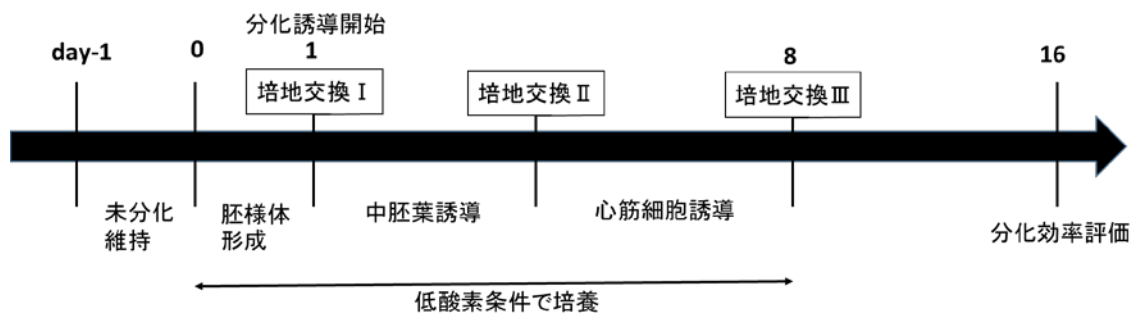 分化誘導開始
day-1
0
1
8
16
培地交換Ⅰ
培地交換Ⅱ
培地交換Ⅲ
未分化
維持
胚様体
形成
中胚葉誘導
心筋細胞誘導
分化効率評価
低酸素条件で培養